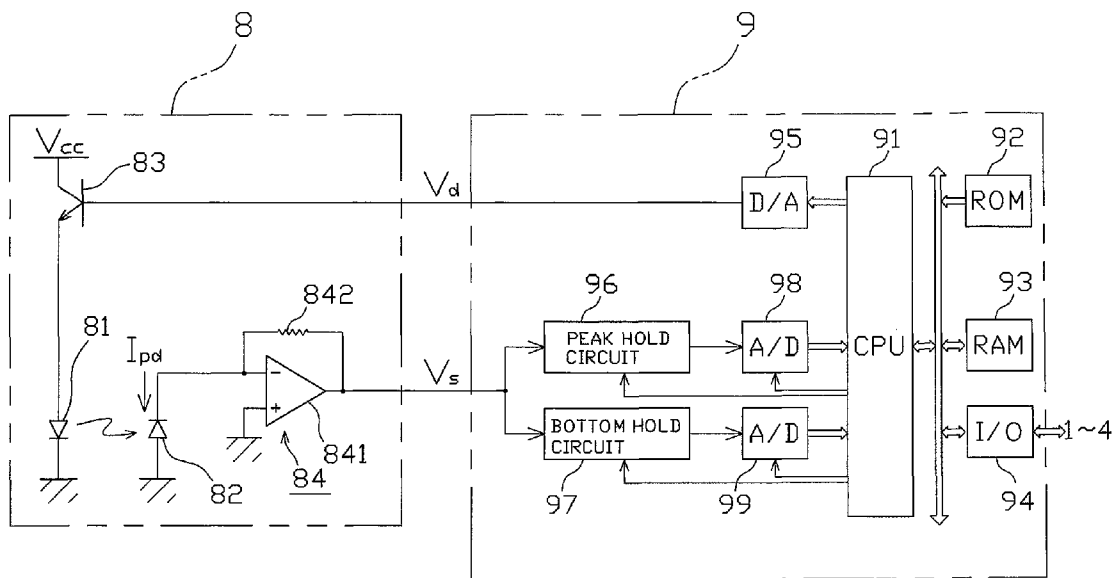 8
9
Vcc
83
Vd
95
D/A
91
92
ROM
96
98
93
PEAK HOLD
CIRCUIT
A/D
CPU
RAM
842
81
Ipd
Vs
−
+
841
84
82
BOTTOM HOLD
CIRCUIT
A/D
I/O
1~4
97
99
94